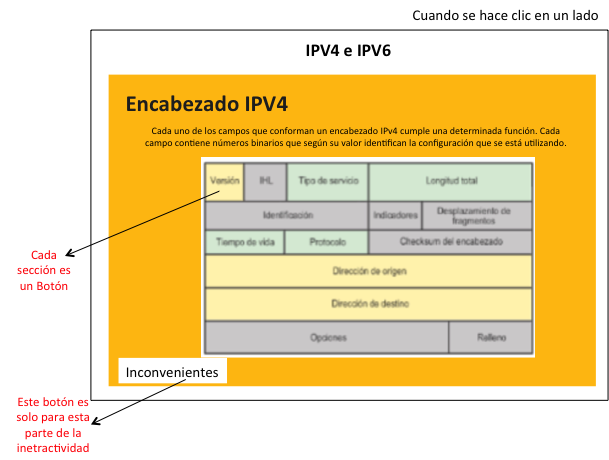 Cuando se hace clic en un lado
IPV4 e IPV6
Encabezado IPV4
Cada uno de los campos que conforman un encabezado IPv4 cumple una determinada función. Cada
campo contiene números binarios que según su valor identifican la configuración que se está utilizando.
Versión IHL Tipo de servicio Longitud total
Identificación Indicadores Desplazamiento de
fragmentos
Tiempo de vida Protocolo Checksum del encabezado
Dirección de origen
Dirección de destino
Opciones Relleno
Cada
sección es
un Botón
Inconvenientes
Este botón es
solo para esta
parte de la
inetractividad